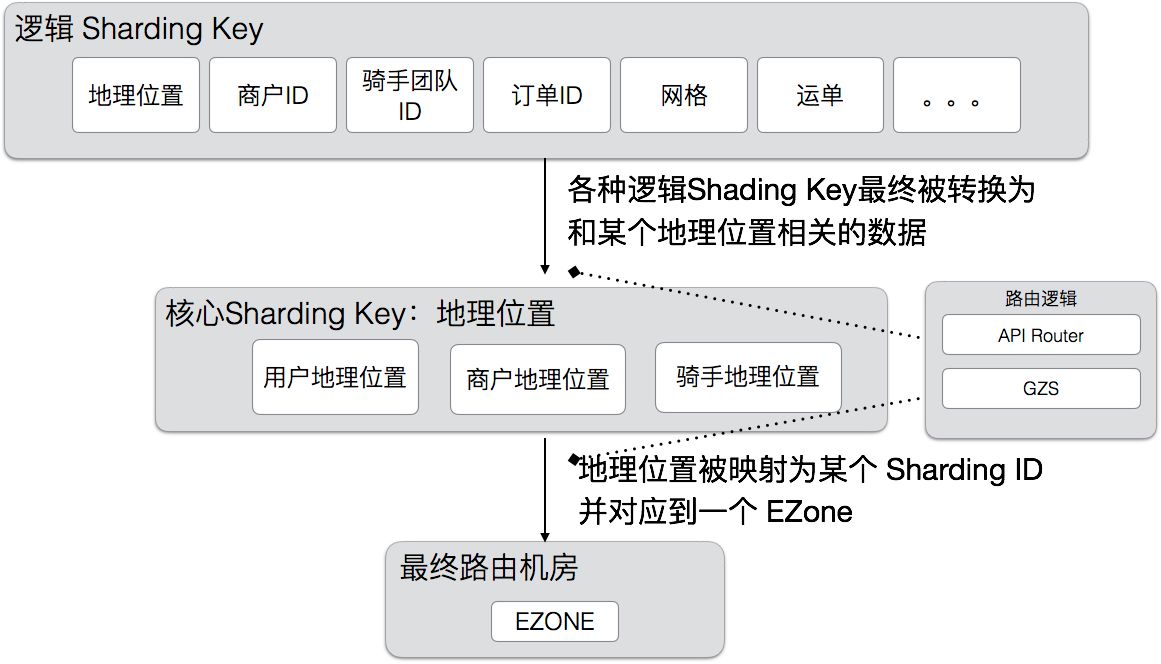 逻辑 Sharding Key
地理位置
商户ID
骑手团队
ID
订单ID
网格
运单
。。。
各种逻辑Shading Key最终被转换为
和某个地理位置相关的数据
核心Sharding Key：地理位置
用户地理位置
商户地理位置
骑手地理位置
路由逻辑
API Router
GZS
地理位置被映射为某个 Sharding ID
并对应到一个 EZone
最终路由机房
EZONE